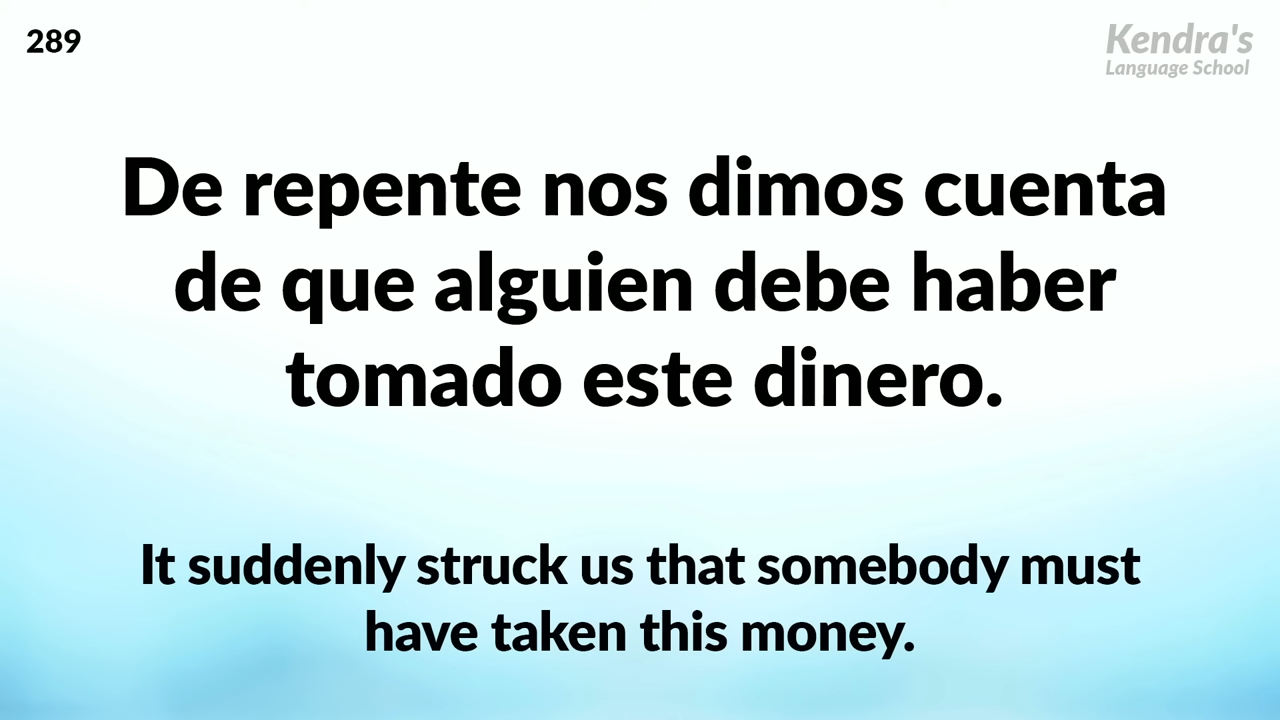 289
Kendra's
Language School
De repente nos dimos cuenta
de que alguien debe haber
tomado este dinero.
It suddenly struck us that somebody must
have taken this money.